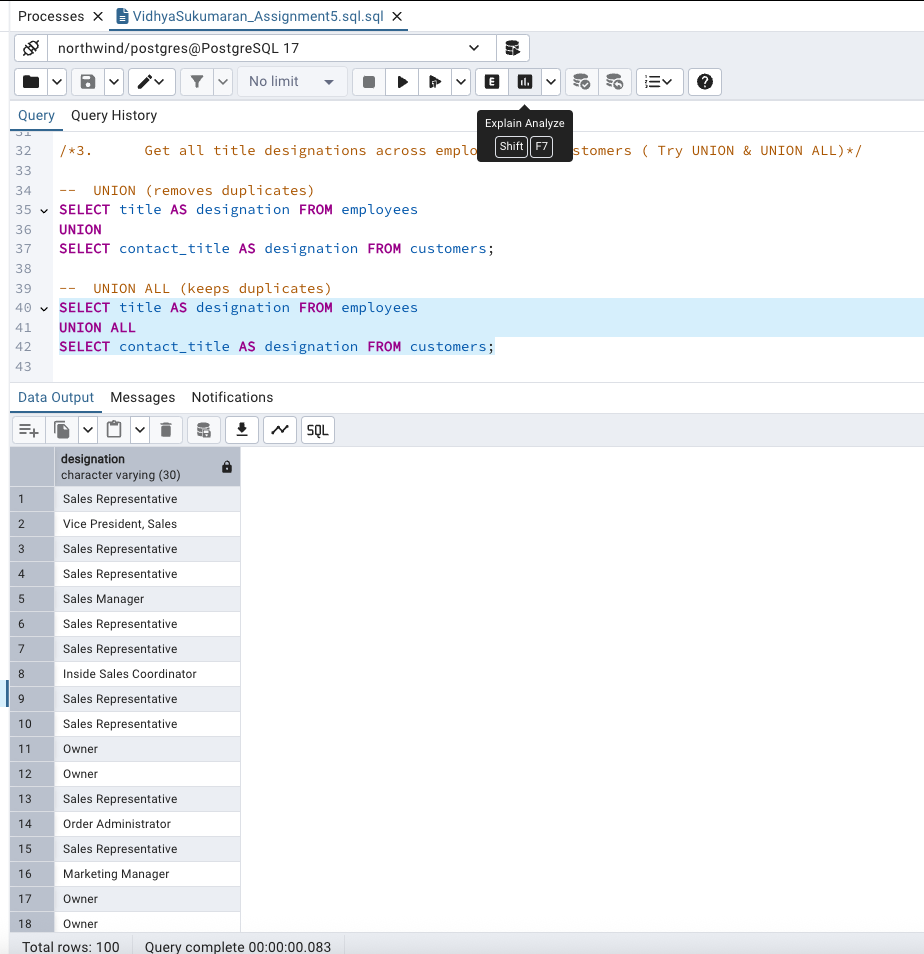 Processes
VidhyaSukumaran_Assignment5.sql.sql
northwind/postgres@PostgreSQL 17
No limit
E
Query Query History
Explain Analyze
Shift F7
31
32 /*3. Get all title designations across emplo stomers ( Try UNION & UNION ALL)*/
33
34 -- UNION (removes duplicates)
35 SELECT title AS designation FROM employees
36 UNION
37 SELECT contact_title AS designation FROM customers;
38
39 -- UNION ALL (keeps duplicates)
40 SELECT title AS designation FROM employees
41 UNION ALL
42 SELECT contact_title AS designation FROM customers;
43
Data Output Messages Notifications
SQL
designation
character varying (30)
1 Sales Representative
2 Vice President, Sales
3 Sales Representative
4 Sales Representative
5 Sales Manager
6 Sales Representative
7 Sales Representative
8 Inside Sales Coordinator
9 Sales Representative
10 Sales Representative
11 Owner
12 Owner
13 Sales Representative
14 Order Administrator
15 Sales Representative
16 Marketing Manager
17 Owner
18 Owner
Total rows: 100 Query complete 00:00:00.083